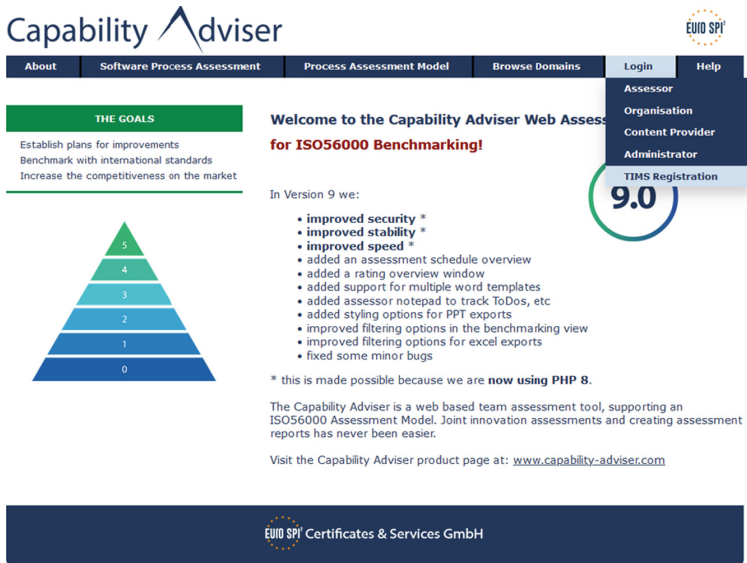 Capability Adviser
EURO SPI²
About
Software Process Assessment
Process Assessment Model
Browse Domains
Login
Help
Assessor
Organisation
Content Provider
Administrator
TIMS Registration
THE GOALS
Establish plans for improvements
Benchmark with international standards
Increase the competitiveness on the market
5
4
3
2
1
0
Welcome to the Capability Adviser Web Assess
for ISO56000 Benchmarking!
9.0
In Version 9 we:
• improved security *
• improved stability *
• improved speed *
• added an assessment schedule overview
• added a rating overview window
• added support for multiple word templates
• added assessor notepad to track ToDos, etc
• added styling options for PPT exports
• improved filtering options in the benchmarking view
• improved filtering options for excel exports
• fixed some minor bugs
* this is made possible because we are now using PHP 8.
The Capability Adviser is a web based team assessment tool, supporting an
ISO56000 Assessment Model. Joint innovation assessments and creating assessment
reports has never been easier.
Visit the Capability Adviser product page at: www.capability-adviser.com
EURO SPI² Certificates & Services GmbH